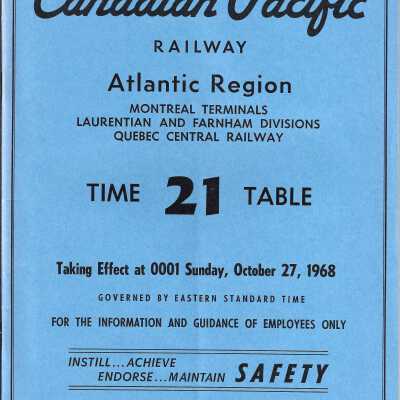 Canadian Pacific
RAILWAY
Atlantic Region
MONTREAL TERMINALS
LAURENTIAN AND FARNHAM DIVISIONS
QUEBEC CENTRAL RAILWAY
TIME 21 TABLE
Taking Effect at 0001 Sunday, October 27, 1968
GOVERNED BY EASTERN STANDARD TIME
FOR THE INFORMATION AND GUIDANCE OF EMPLOYEES ONLY
INSTILL...ACHIEVE
ENDORSE...MAINTAIN SAFETY